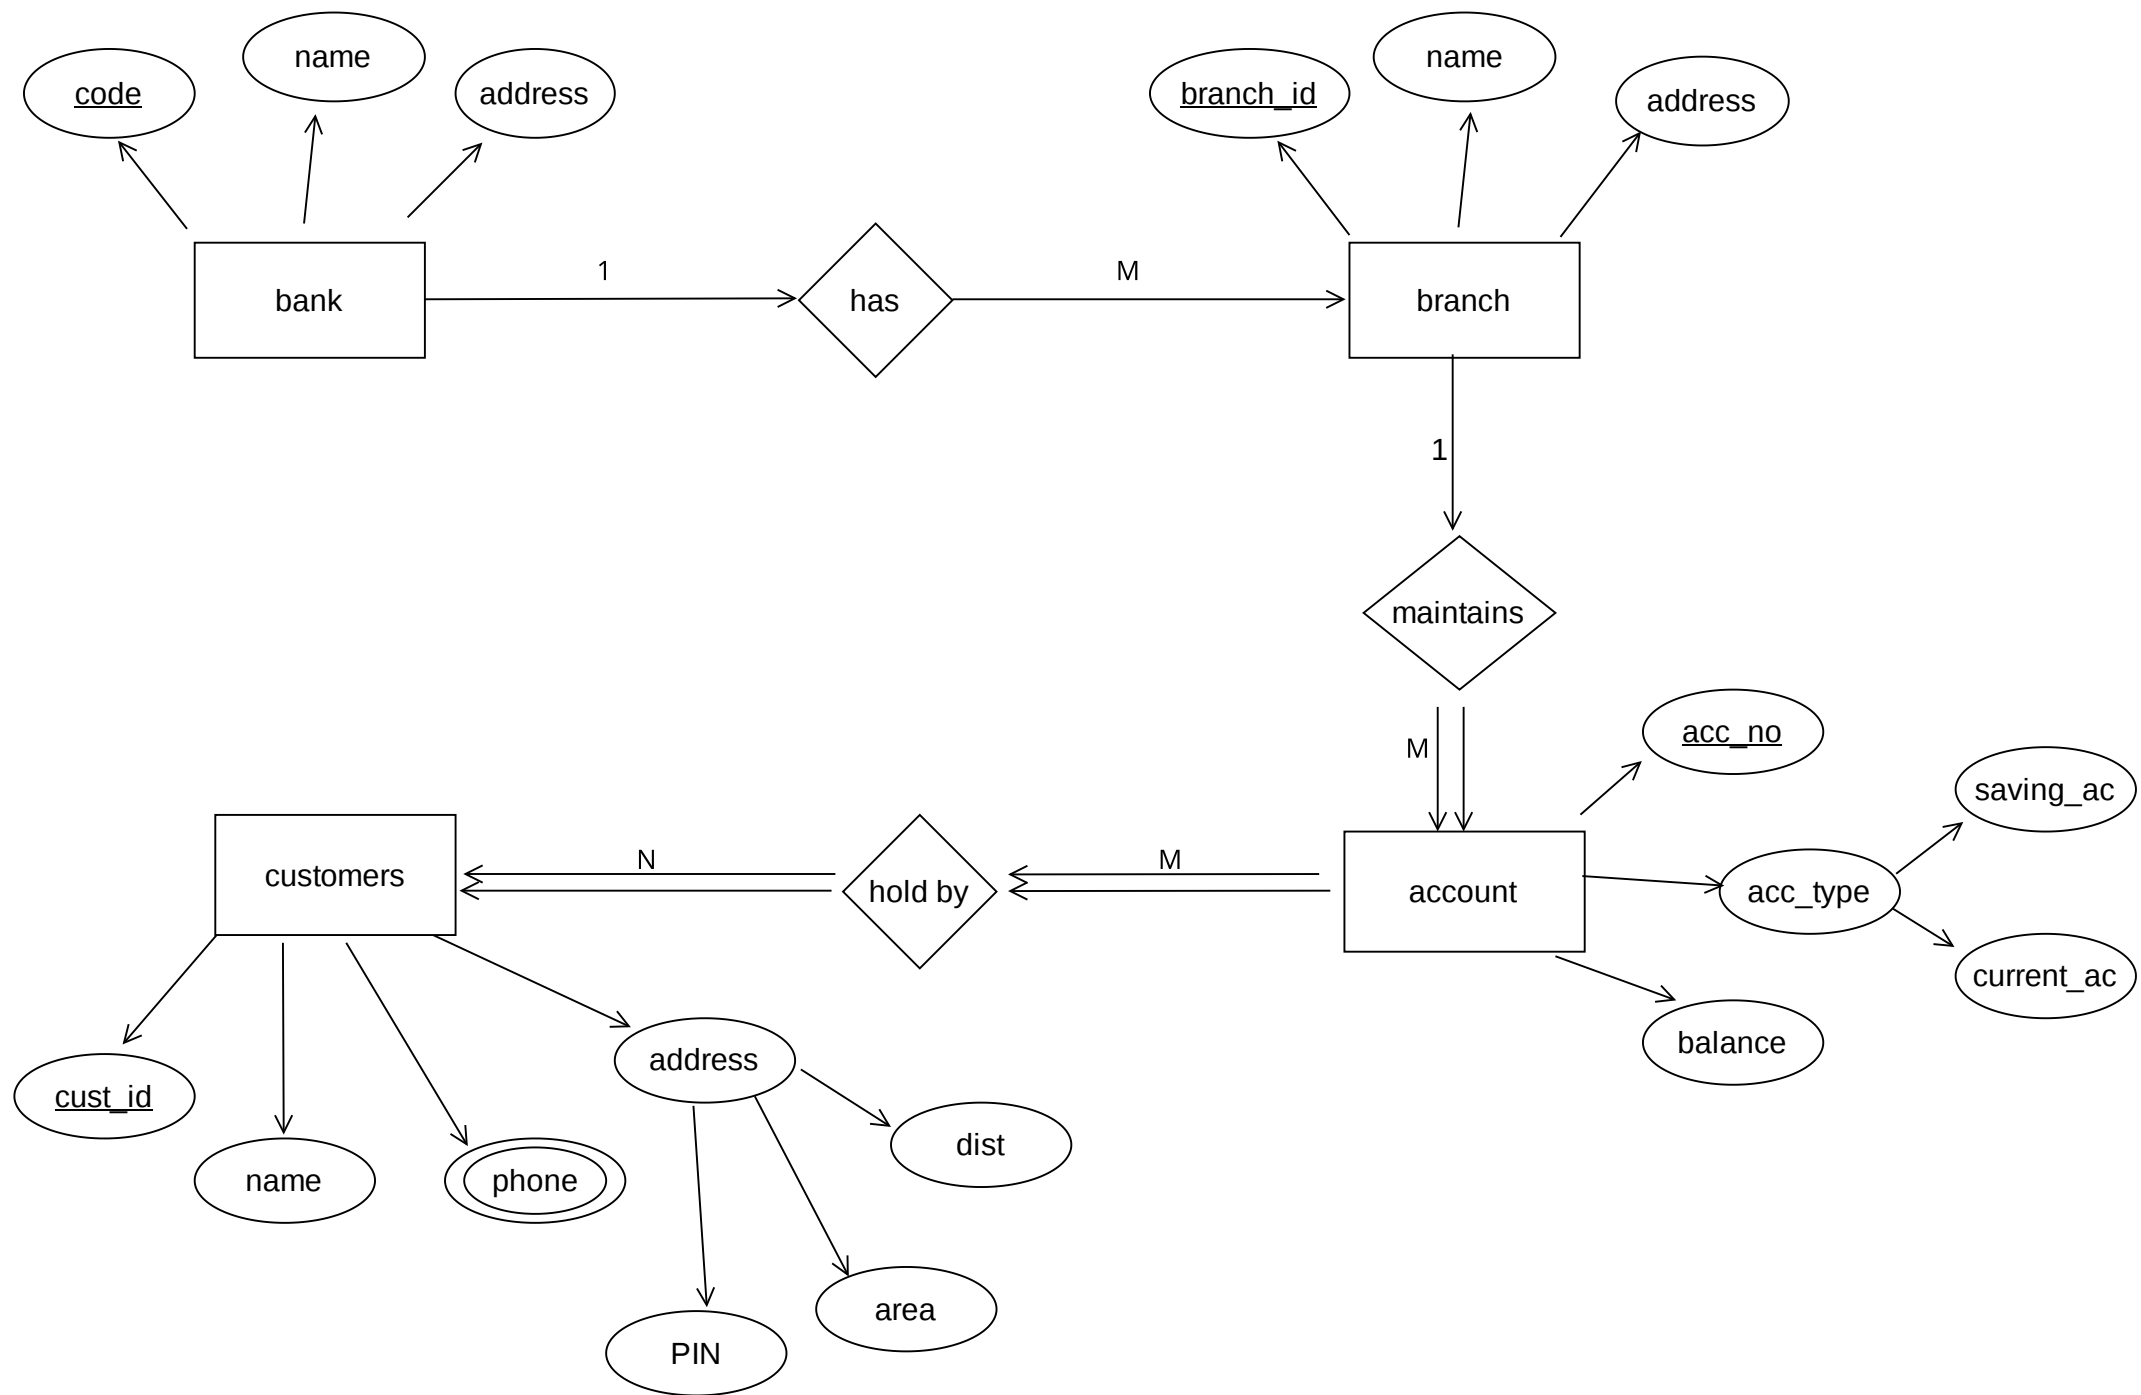 name
name
code
address
branch_id
address
1
M
bank
has
branch
1
maintains
acc_no
M
saving_ac
N
M
customers
hold by
account
acc_type
current_ac
balance
address
cust_id
dist
name
phone
area
PIN